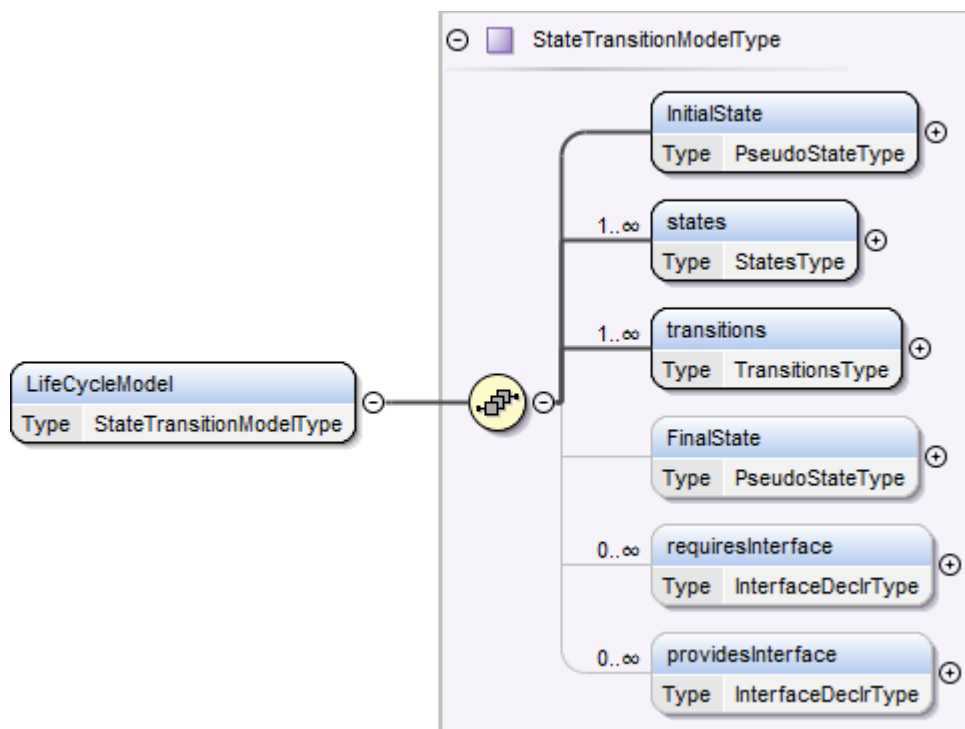 StateTransitionModelType
InitialState
Type PseudoStateType
1..∞
states
Type StatesType
1..∞
transitions
Type TransitionsType
LifeCycleModel
Type StateTransitionModelType
FinalState
Type PseudoStateType
0..∞
requiresInterface
Type InterfaceDeclrType
0..∞
providesInterface
Type InterfaceDeclrType